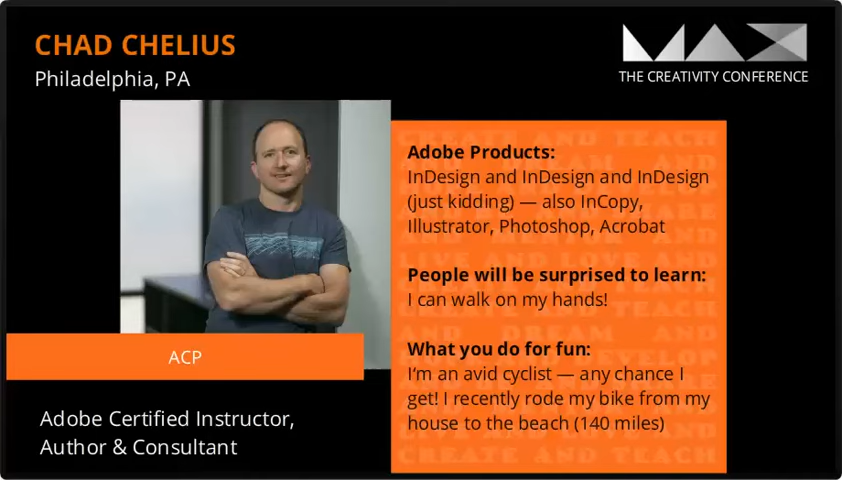 CHAD CHELIUS
Philadelphia, PA
MAX
THE CREATIVITY CONFERENCE
Adobe Products:
InDesign and InDesign and InDesign
(just kidding) — also InCopy,
Illustrator, Photoshop, Acrobat
People will be surprised to learn:
I can walk on my hands!
What you do for fun:
I'm an avid cyclist — any chance I
get! I recently rode my bike from my
house to the beach (140 miles)
ACP
Adobe Certified Instructor,
Author & Consultant